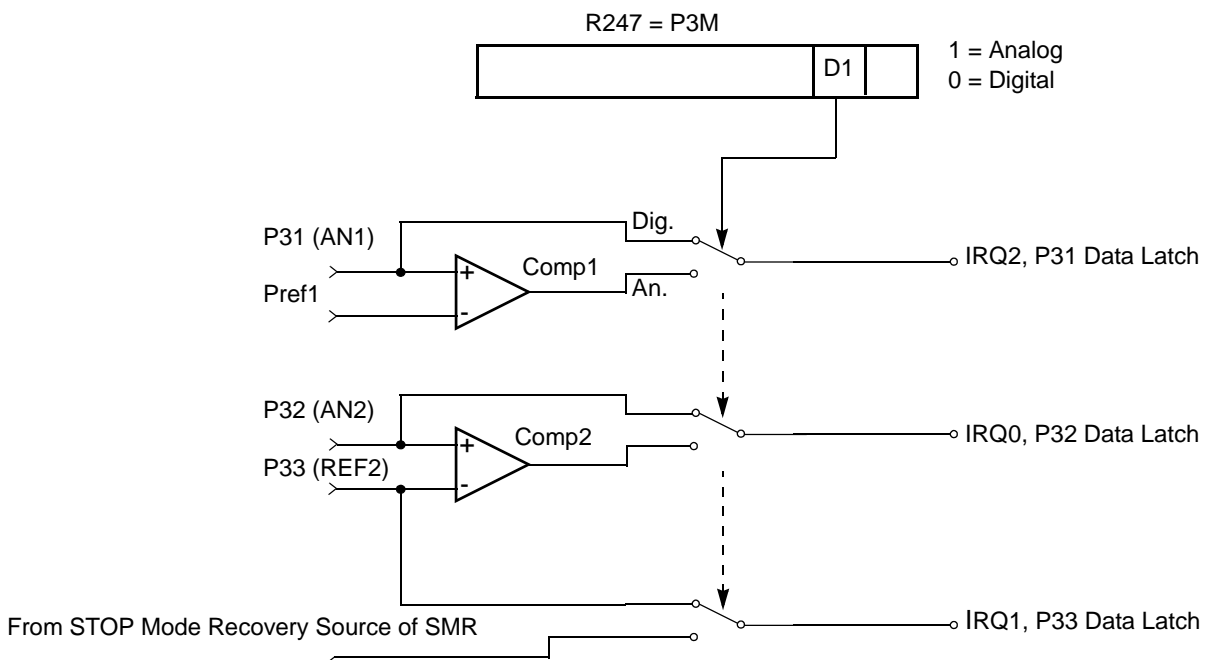 R247 = P3M
D1
1 = Analog
0 = Digital
P31 (AN1)
Dig.
+
Comp1
IRQ2, P31 Data Latch
Pref1
An.
-
P32 (AN2)
+
Comp2
IRQ0, P32 Data Latch
P33 (REF2)
-
From STOP Mode Recovery Source of SMR
IRQ1, P33 Data Latch